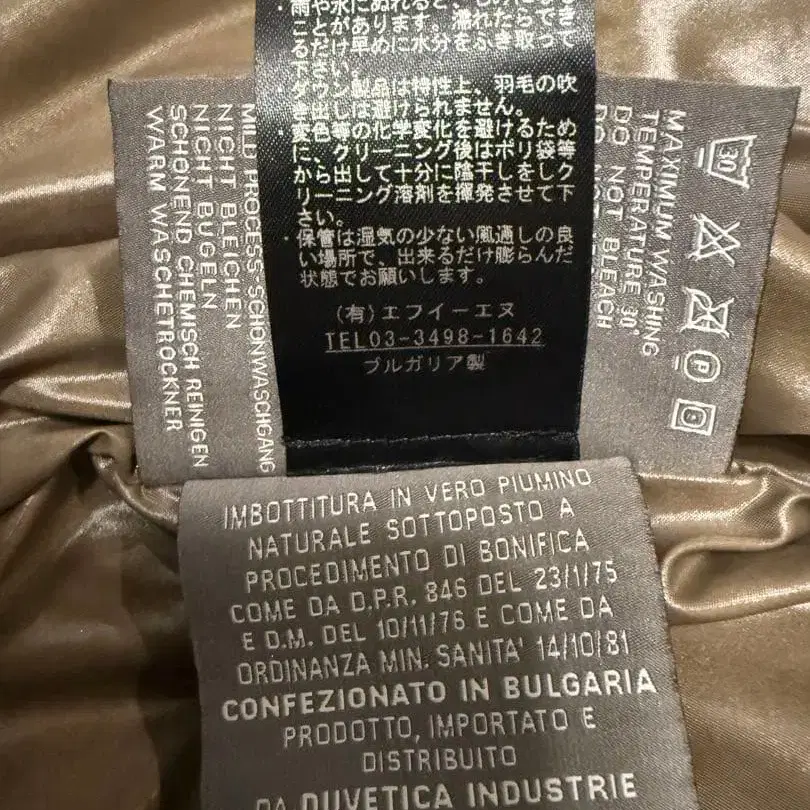 ・雨や水にぬれると、しみになる
ことがあります。濡れたらでき
るだけ早めに水分をふき取って
下さい。
ダウン製品は特性上、羽毛の吹
き出しは避けられません。
・変色等の化学変化を避けるため
に、クリーニング後はポリ袋等
から出して十分に陰干しをしク
リーニング溶剤を揮発させて下
さい。
・保管は湿気の少ない風通しの良
い場所で、出来るだけ膨らんだ
状態でお願いします。
(有)エフイーエヌ
TEL03-3498-1642
ブルガリア製
MAXIMUM WASHING
TEMPERATURE 30°
DO NOT BLEACH
MILD PROCESS SCHONWASCHGANG
NICHT BLEICHEN
NICHT BUGELN
SCHONEND CHEMISCH REINIGEN
WARM WASCHETROCKNER
30
P
IMBOTTITURA IN VERO PIUMINO
NATURALE SOTTOPOSTO A
PROCEDIMENTO DI BONIFICA
COME DA D.P.R. 846 DEL 23/1/75
E D.M. DEL 10/11/76 E COME DA
ORDINANZA MIN. SANITA' 14/10/81
CONFEZIONATO IN BULGARIA
PRODOTTO, IMPORTATO E
DISTRIBUITO
DA DUVETICA INDUSTRIE